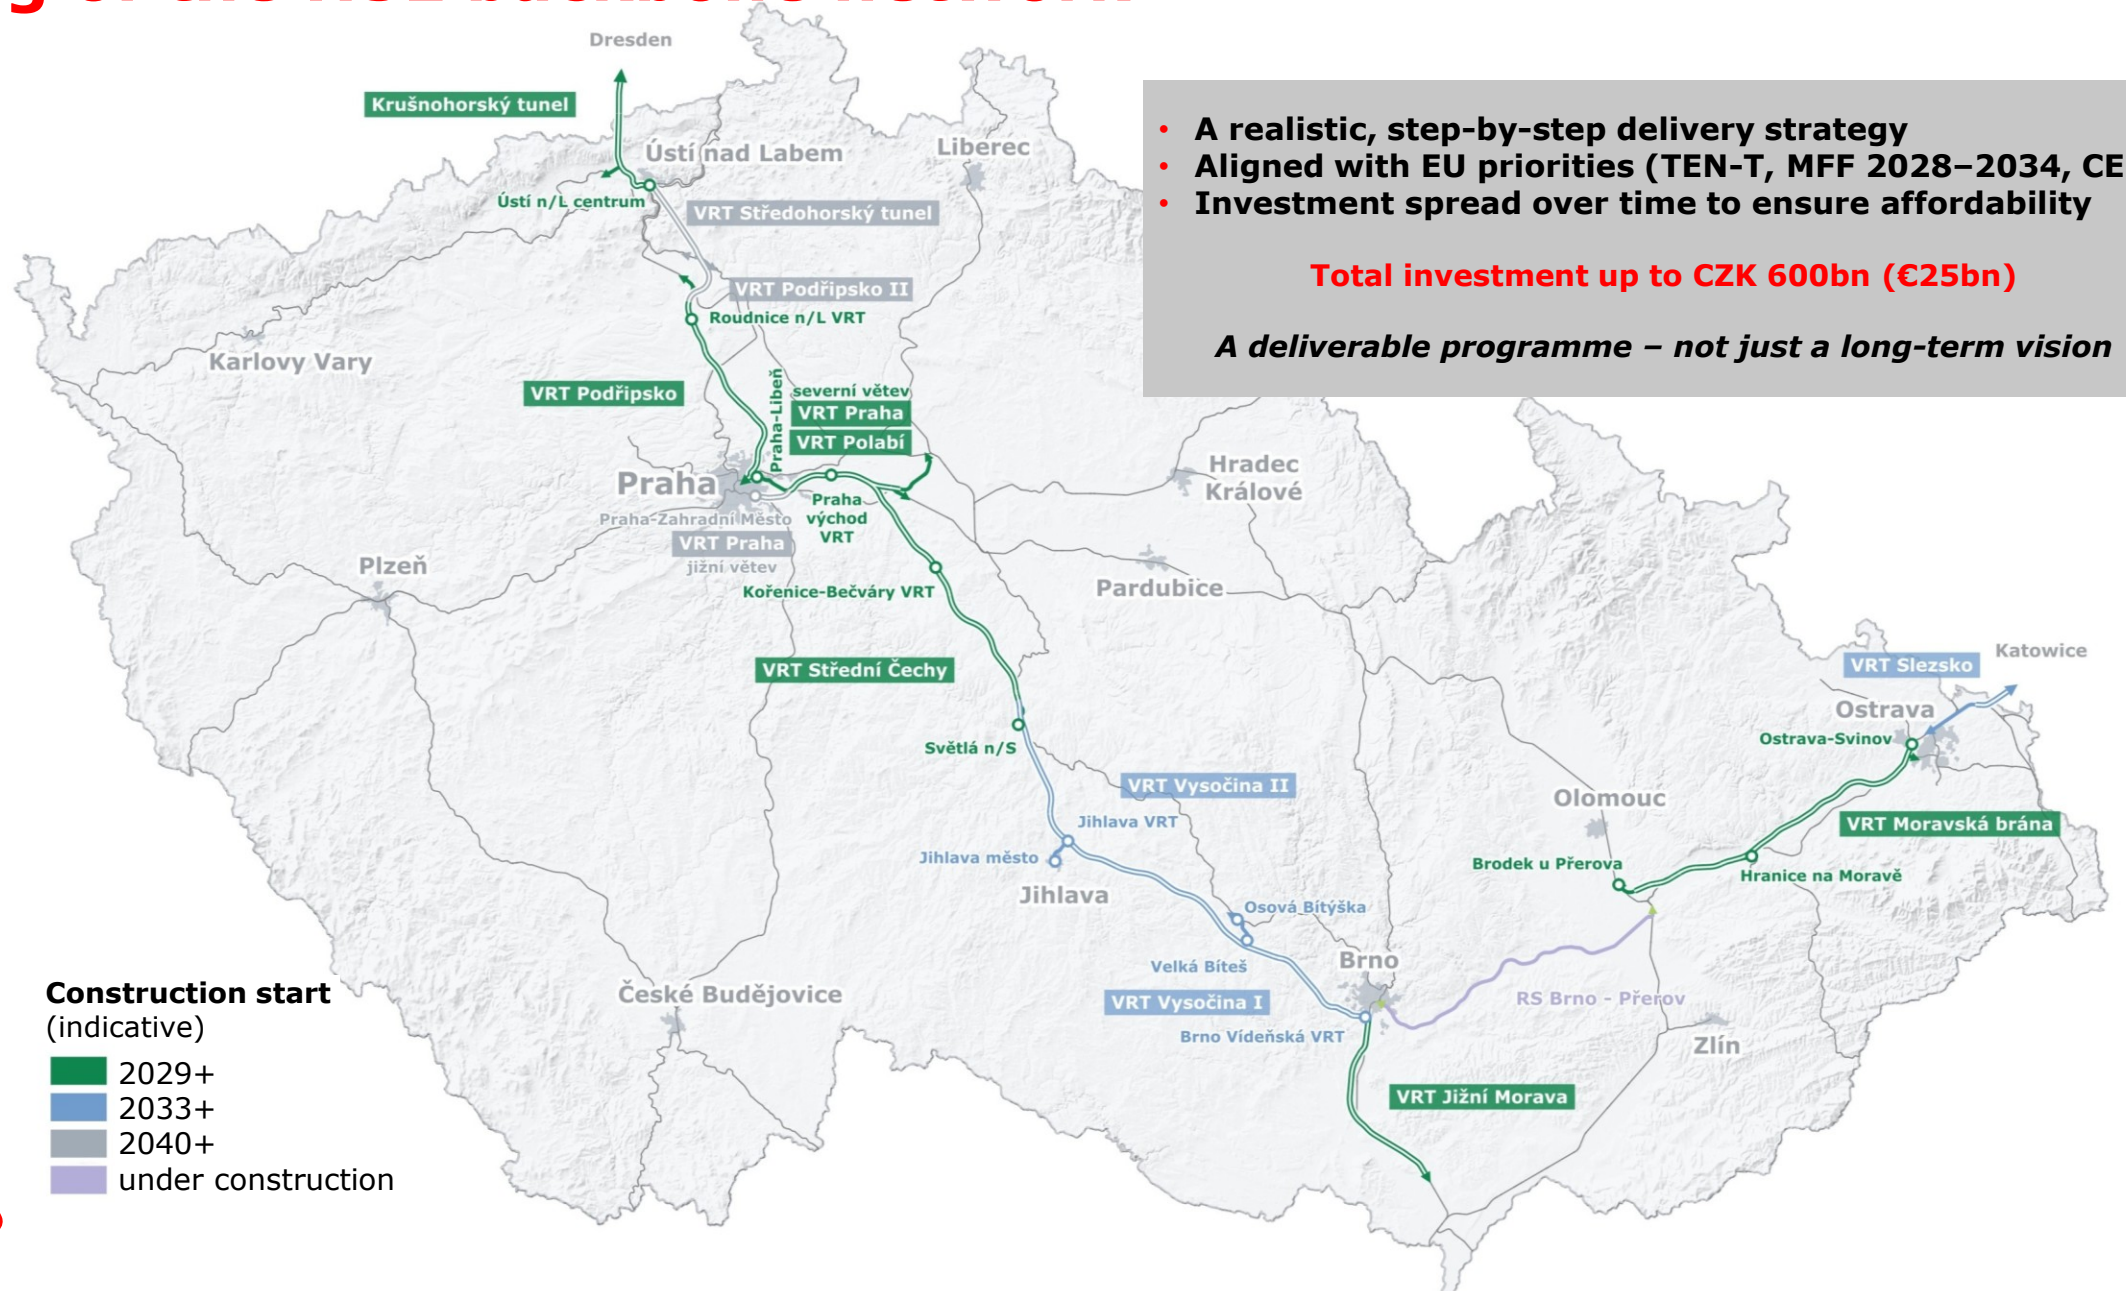 of the
backbone network
Dresden
Krušnohorský tunel
Ústí nad Labem
Liberec
Ústí n/L centrum
VRT Středohorský tunel
VRT Podřipsko II
Roudnice n/L VRT
Karlovy Vary
VRT Podřipsko
Praha-Libeň
severní větev
VRT Praha
VRT Polabí
Praha
Praha
východ
VRT
Praha-Zahradní Město
VRT Praha
jižní větev
Hradec
Králové
Plzeň
Pardubice
Kořenice-Bečváry VRT
VRT Střední Čechy
Světlá n/S
VRT Vysočina II
Jihlava VRT
Jihlava město
Jihlava
Osová Bítýška
Velká Bíteš
VRT Vysočina I
Brno
Brno Vídeňská VRT
České Budějovice
VRT Slezsko
Katowice
Ostrava
Ostrava-Svinov
Olomouc
VRT Moravská brána
Brodek u Přerova
Hranice na Moravě
RS Brno - Přerov
Zlín
VRT Jižní Morava
• A realistic, step-by-step delivery strategy
• Aligned with EU priorities (TEN-T, MFF 2028–2034, CE
• Investment spread over time to ensure affordability
Total investment up to CZK 600bn (€25bn)
A deliverable programme – not just a long-term vision
Construction start
(indicative)
2029+
2033+
2040+
under construction